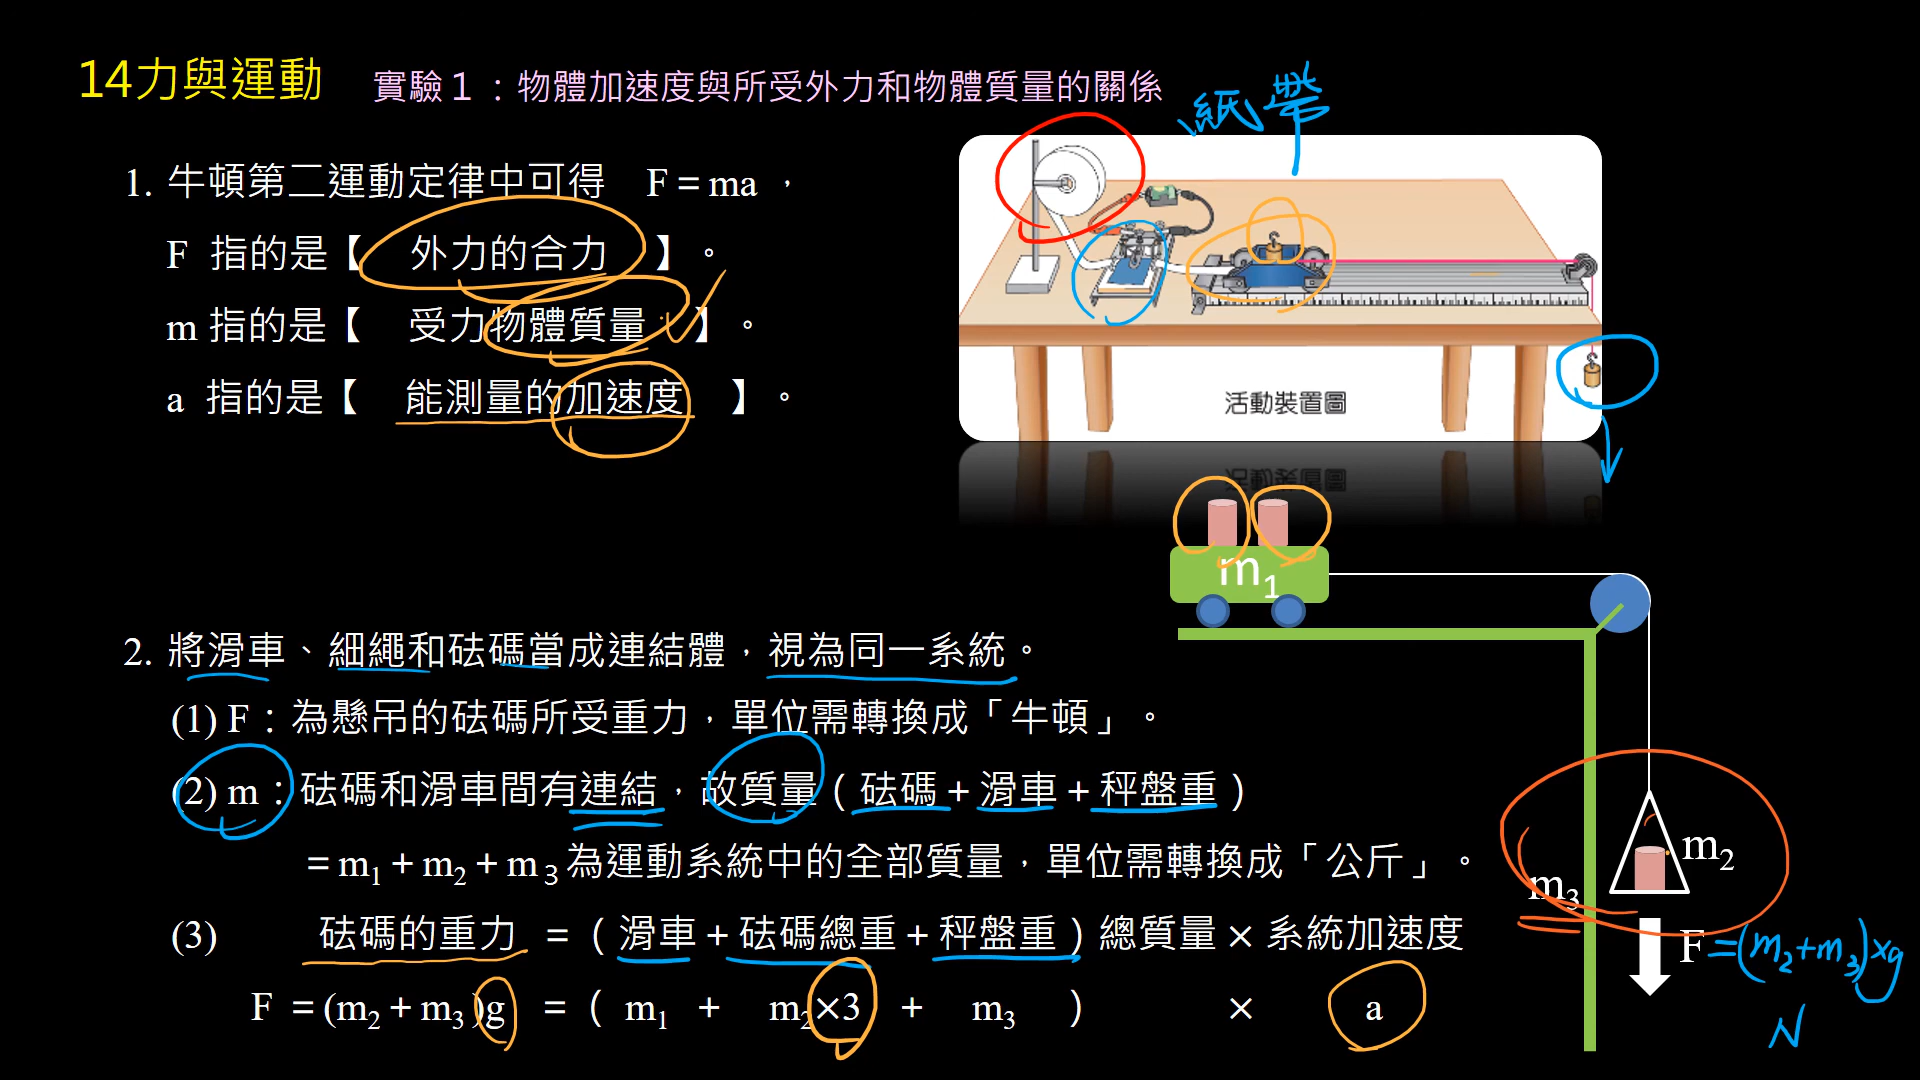 14力與運動
實驗1：物體加速度與所受外力和物體質量的關係
紙帶
1. 牛頓第二運動定律中可得 F＝ma，
F 指的是【 外力的合力 】。
m 指的是【 受力物體質量 】。
a 指的是【 能測量的加速度 】。
活動裝置圖
m1
2. 將滑車、細繩和砝碼當成連結體，視為同一系統。
(1) F：為懸吊的砝碼所受重力，單位需轉換成「牛頓」。
(2) m：砝碼和滑車間有連結，故質量（砝碼＋滑車＋秤盤重）
＝m1＋m2＋m3為運動系統中的全部質量，單位需轉換成「公斤」。
m2
m3
(3) 砝碼的重力 ＝（滑車＋砝碼總重＋秤盤重）總質量×系統加速度
F ＝(m2＋m3)g ＝（ m1 ＋ m2×3 ＋ m3 ） × a
F=(m2+m3)×g
N